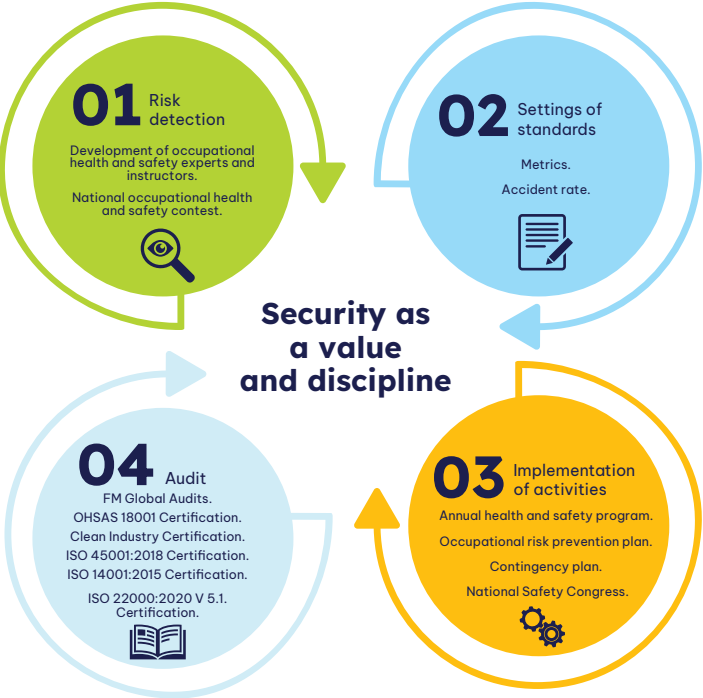 01 Risk
detection
Development of occupational
health and safety experts and
instructors.
National occupational health
and safety contest.
02 Settings of
standards
Metrics.
Accident rate.
Security as
a value
and discipline
03 Implementation
of activities
Annual health and safety program.
Occupational risk prevention plan.
Contingency plan.
National Safety Congress.
04 Audit
FM Global Audits.
OHSAS 18001 Certification.
Clean Industry Certification.
ISO 45001:2018 Certification.
ISO 14001:2015 Certification.
ISO 22000:2020 V 5.1.
Certification.